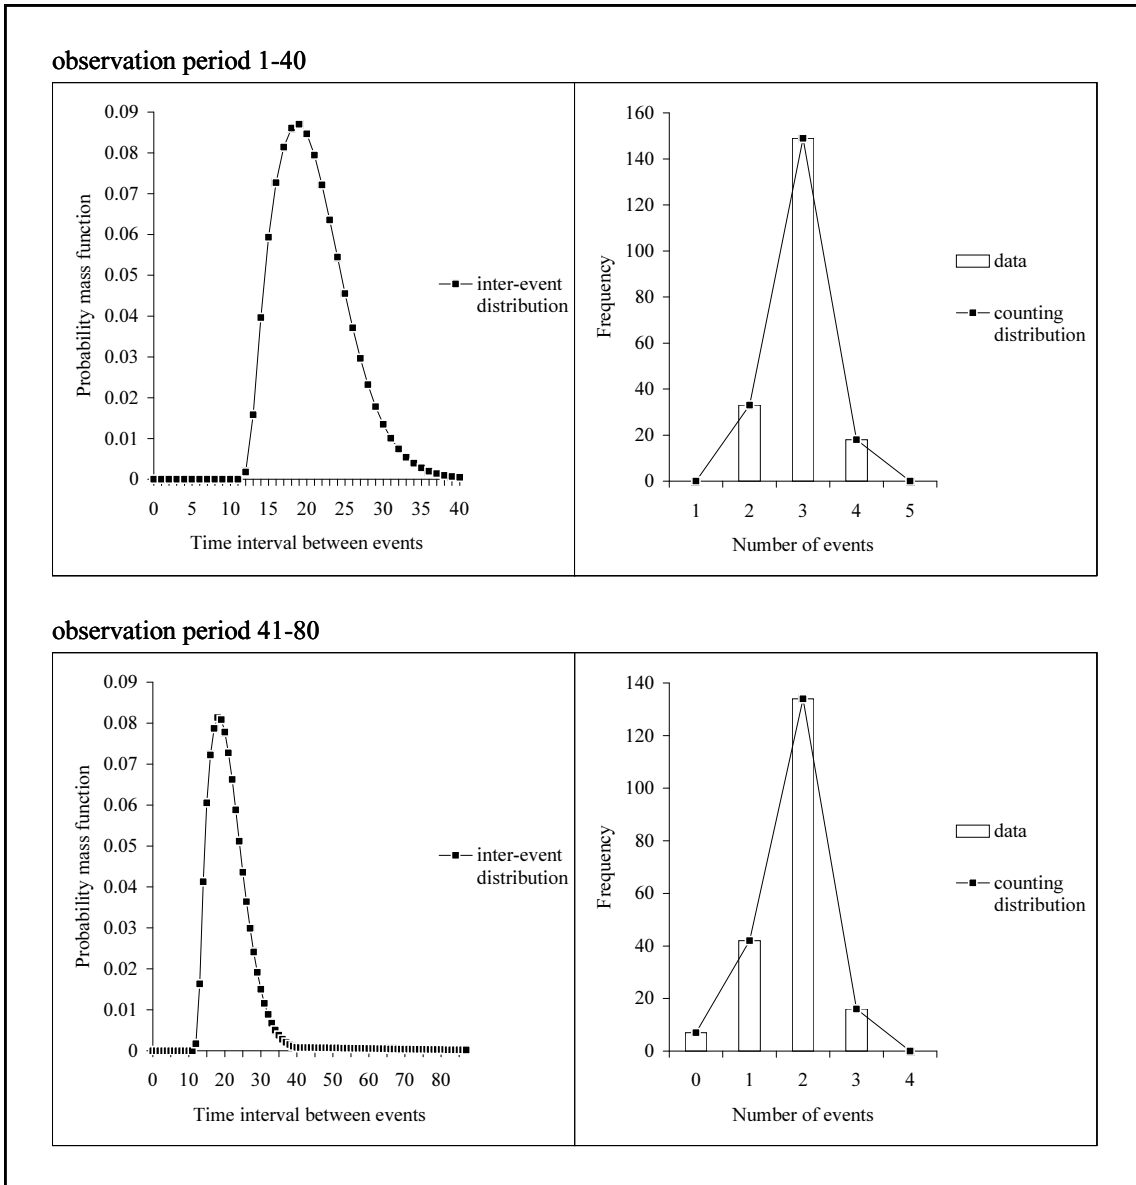 observation period 1-40
0.09
0.08
0.07
0.06
0.05
0.04
0.03
0.02
0.01
0
Probability mass function
0 5 10 15 20 25 30 35 40
Time interval between events
inter-event
distribution
160
140
120
100
80
60
40
20
0
Frequency
1 2 3 4 5
Number of events
data
counting
distribution
observation period 41-80
0.09
0.08
0.07
0.06
0.05
0.04
0.03
0.02
0.01
0
Probability mass function
0 10 20 30 40 50 60 70 80
Time interval between events
inter-event
distribution
140
120
100
80
60
40
20
0
Frequency
0 1 2 3 4
Number of events
data
counting
distribution